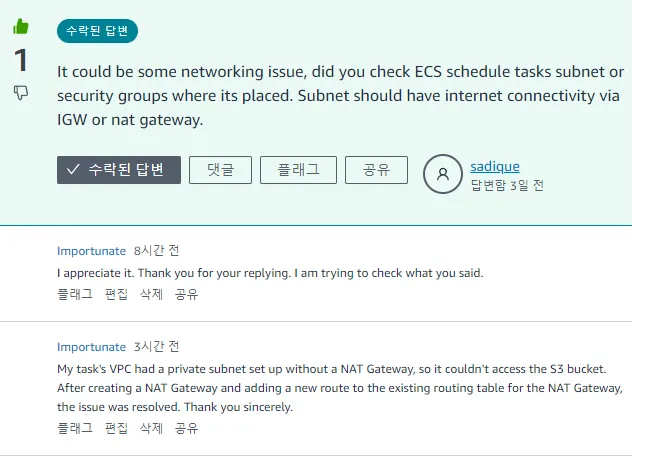 수락된 답변
1
It could be some networking issue, did you check ECS schedule tasks subnet or
security groups where its placed. Subnet should have internet connectivity via
IGW or nat gateway.
수락된 답변 댓글 플래그 공유 sadique
답변함 3일 전
Importunate 8시간 전
I appreciate it. Thank you for your replying. I am trying to check what you said.
플래그 편집 삭제 공유
Importunate 3시간 전
My task's VPC had a private subnet set up without a NAT Gateway, so it couldn't access the S3 bucket.
After creating a NAT Gateway and adding a new route to the existing routing table for the NAT Gateway,
the issue was resolved. Thank you sincerely.
플래그 편집 삭제 공유